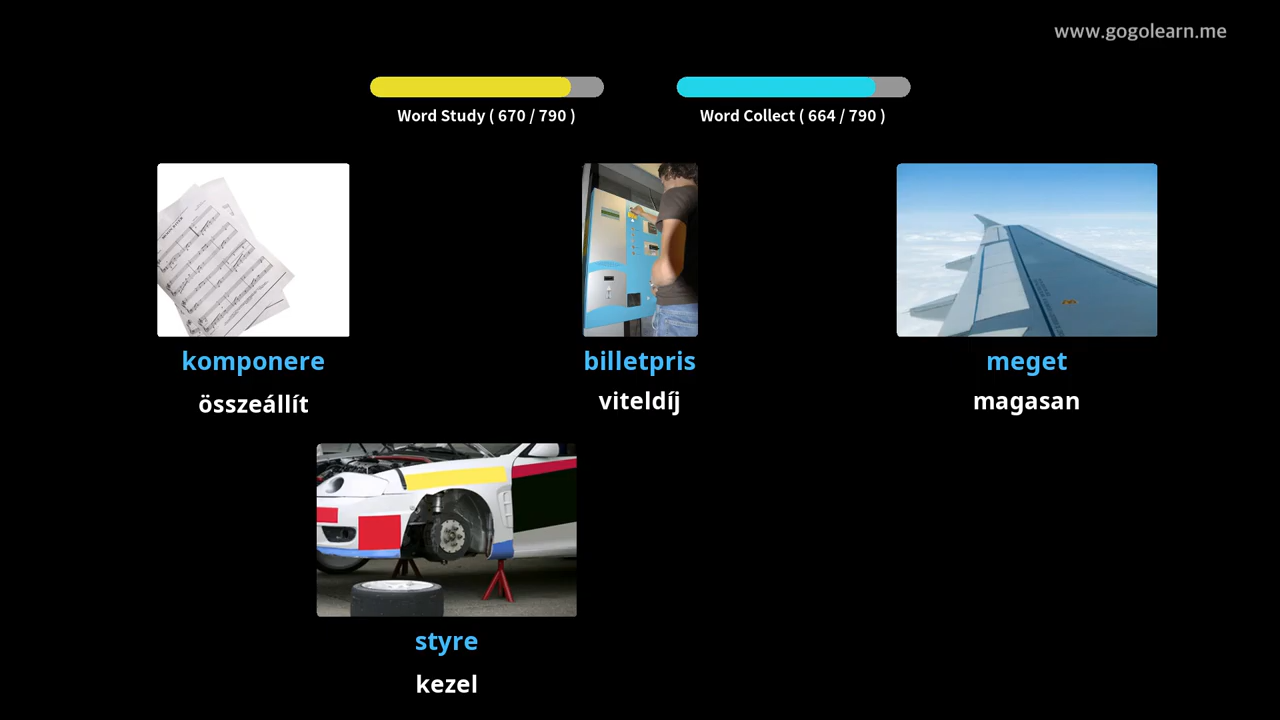 www.gogolearn.me
Word Study ( 670 / 790 )
Word Collect ( 664 / 790 )
komponere
összeállít
billetpris
viteldíj
meget
magasan
styre
kezel